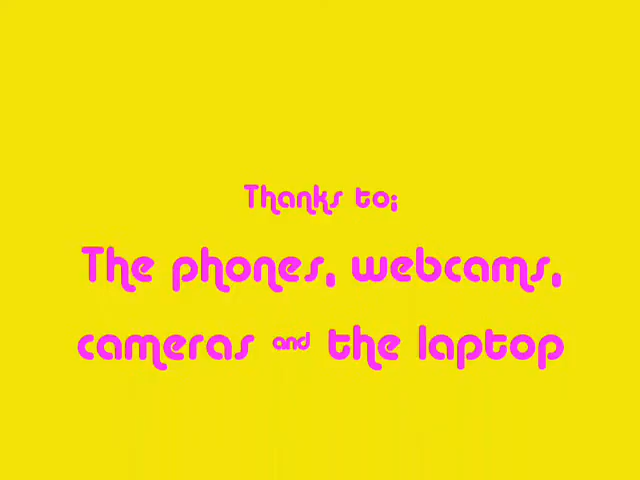 Thanks to;
The phones, webcams,
cameras and the laptop